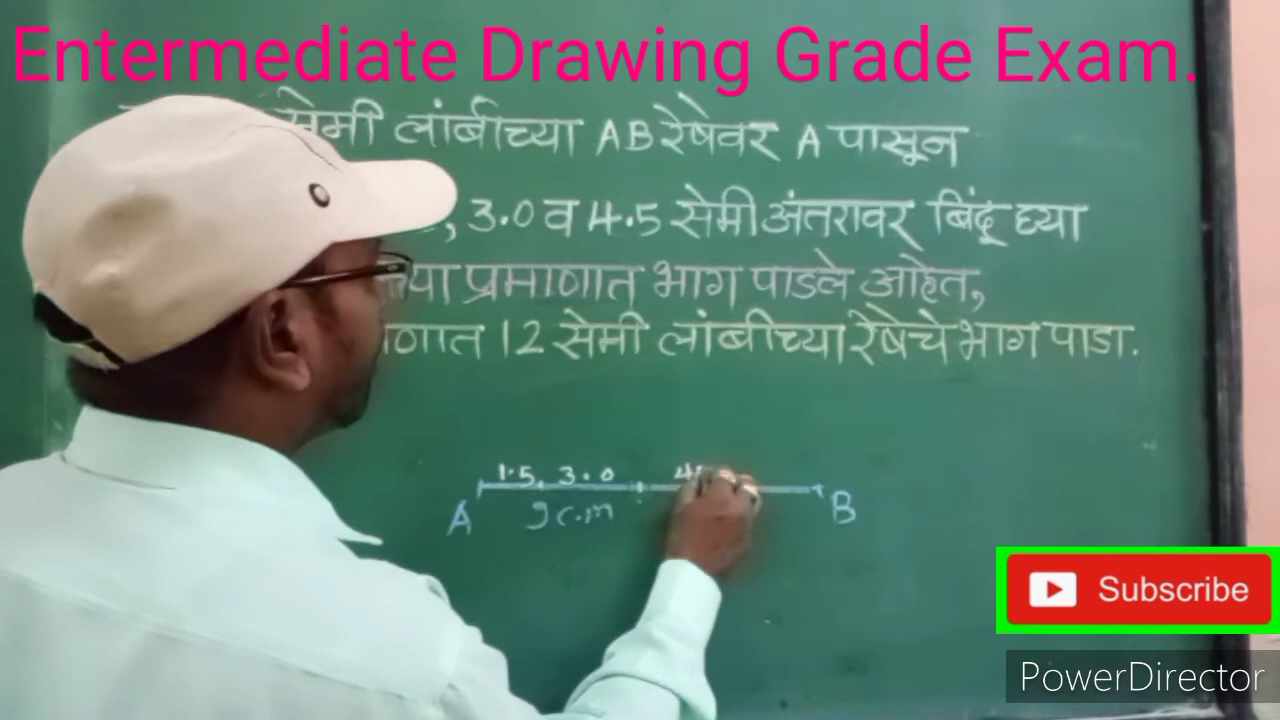 Entermediate Drawing Grade Exam.
सेमी लांबीच्या AB रेषेवर A पासून
, 3.0 व 4.5 सेमी अंतरावर बिंदू घ्या
प्रमाणात भाग पाडले आहेत,
12 सेमी लांबीच्या रेषेचे भाग पाडा.
1.5, 3.0 4
A 9 c.m B
Subscribe
PowerDirector